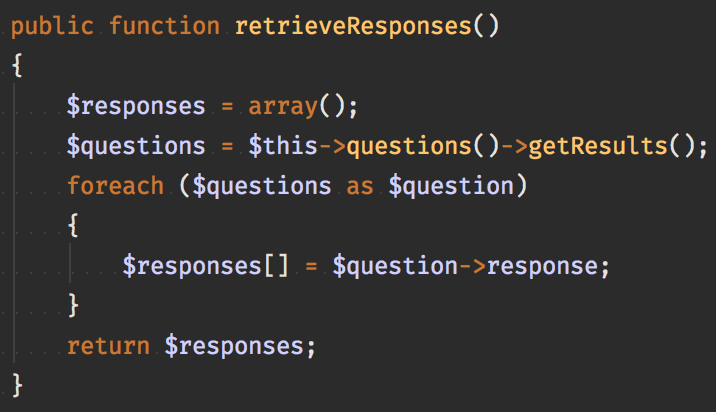 public function retrieveResponses()
{
$responses = array();
$questions = $this->questions()->getResults();
foreach ($questions as $question)
{
$responses[] = $question->response;
}
return $responses;
}